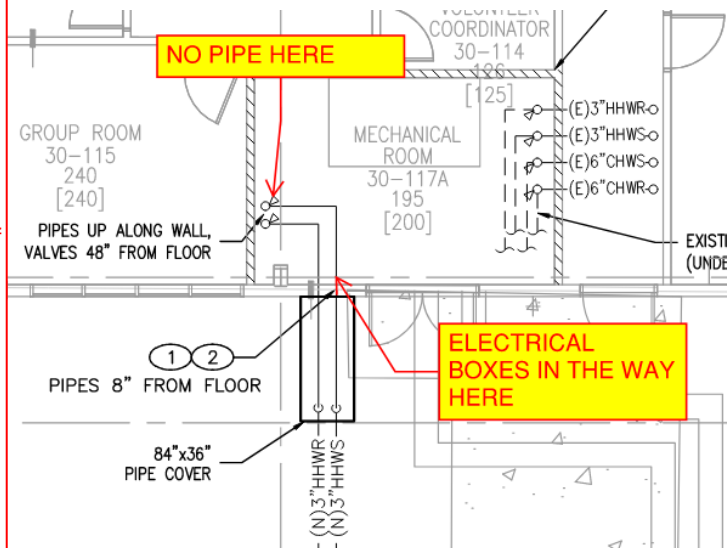 VOLUNTEER
COORDINATOR
30-114
126
[125]
NO PIPE HERE
GROUP ROOM
30-115
240
[240]
MECHANICAL
ROOM
30-117A
195
[200]
(E)3"HHWR
(E)3"HHWS
(E)6"CHWS
(E)6"CHWR
PIPES UP ALONG WALL,
VALVES 48" FROM FLOOR
1 2
PIPES 8" FROM FLOOR
ELECTRICAL
BOXES IN THE WAY
HERE
84"x36"
PIPE COVER
(N)3"HHWR
(N)3"HHWS